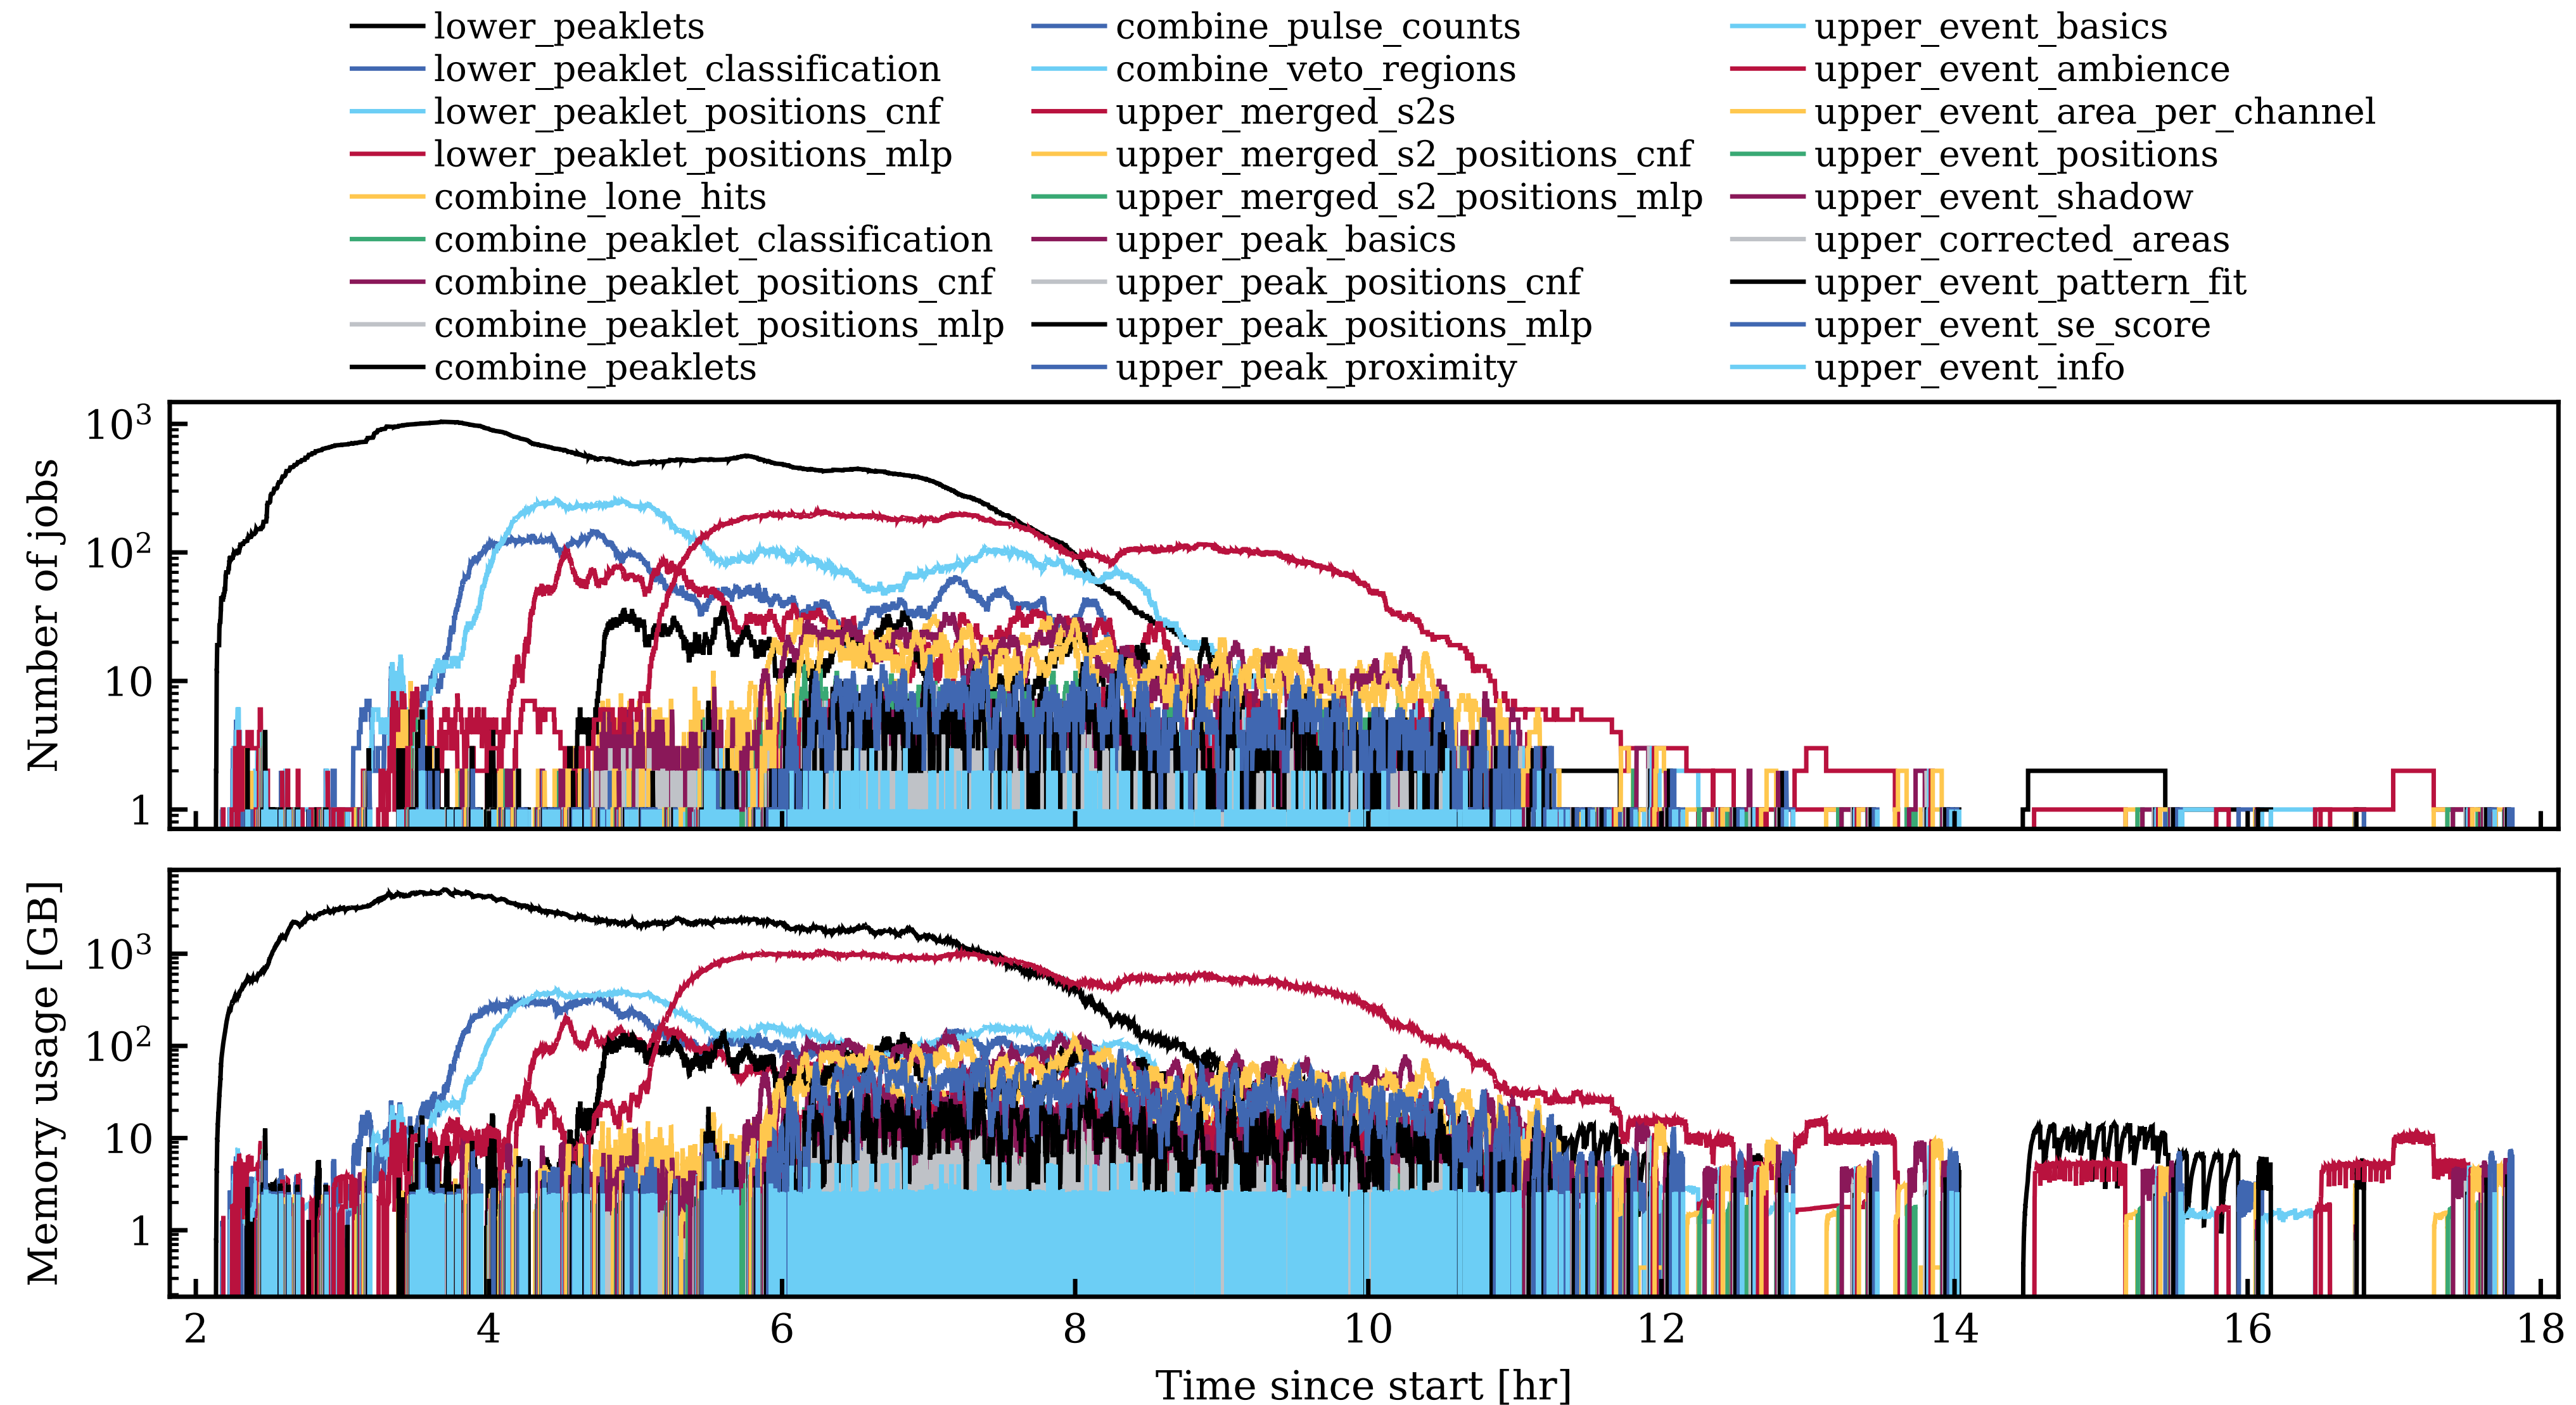 lower_peaklets
lower_peaklet_classification
lower_peaklet_positions_cnf
lower_peaklet_positions_mlp
combine_lone_hits
combine_peaklet_classification
combine_peaklet_positions_cnf
combine_peaklet_positions_mlp
combine_peaklets
combine_pulse_counts
combine_veto_regions
upper_merged_s2s
upper_merged_s2_positions_cnf
upper_merged_s2_positions_mlp
upper_peak_basics
upper_peak_positions_cnf
upper_peak_positions_mlp
upper_peak_proximity
upper_event_basics
upper_event_ambience
upper_event_area_per_channel
upper_event_positions
upper_event_shadow
upper_corrected_areas
upper_event_pattern_fit
upper_event_se_score
upper_event_info
Number of jobs
10³
10²
10
1
Memory usage [GB]
10³
10²
10
1
2 4 6 8 10 12 14 16 18
Time since start [hr]